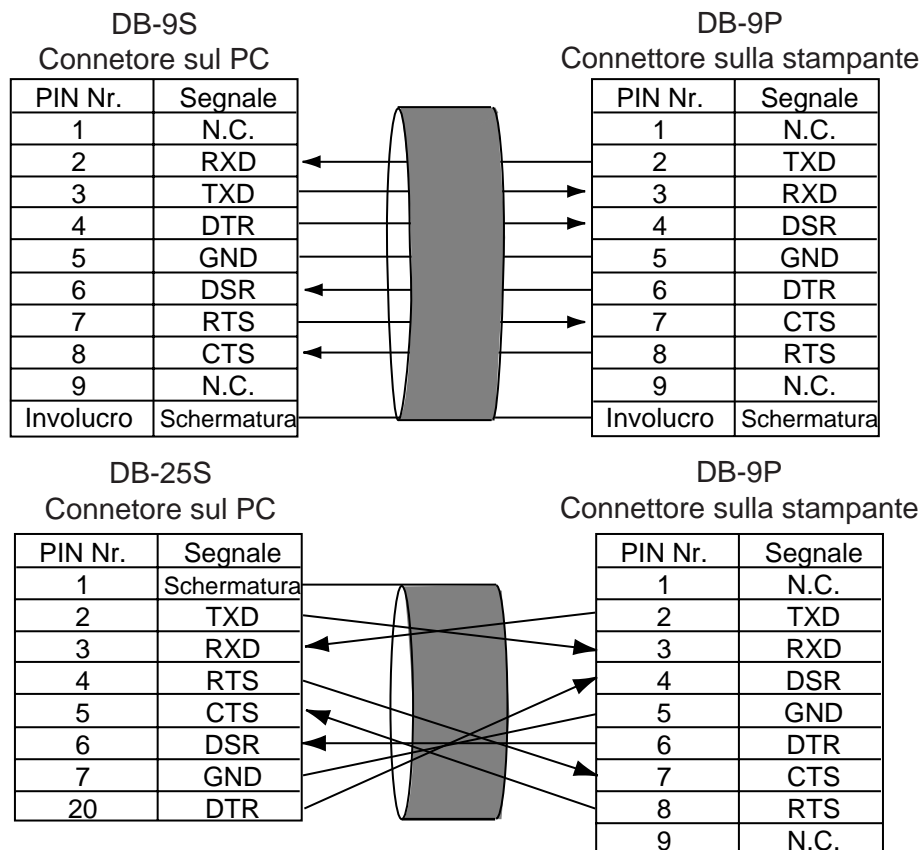 DB-9S
Connetore sul PC
PIN Nr. Segnale
1 N.C.
2 RXD
3 TXD
4 DTR
5 GND
6 DSR
7 RTS
8 CTS
9 N.C.
Involucro Schermatura
DB-9P
Connettore sulla stampante
PIN Nr. Segnale
1 N.C.
2 TXD
3 RXD
4 DSR
5 GND
6 DTR
7 CTS
8 RTS
9 N.C.
Involucro Schermatura
DB-25S
Connetore sul PC
PIN Nr. Segnale
1 Schermatura
2 TXD
3 RXD
4 RTS
5 CTS
6 DSR
7 GND
20 DTR
DB-9P
Connettore sulla stampante
PIN Nr. Segnale
1 N.C.
2 TXD
3 RXD
4 DSR
5 GND
6 DTR
7 CTS
8 RTS
9 N.C.